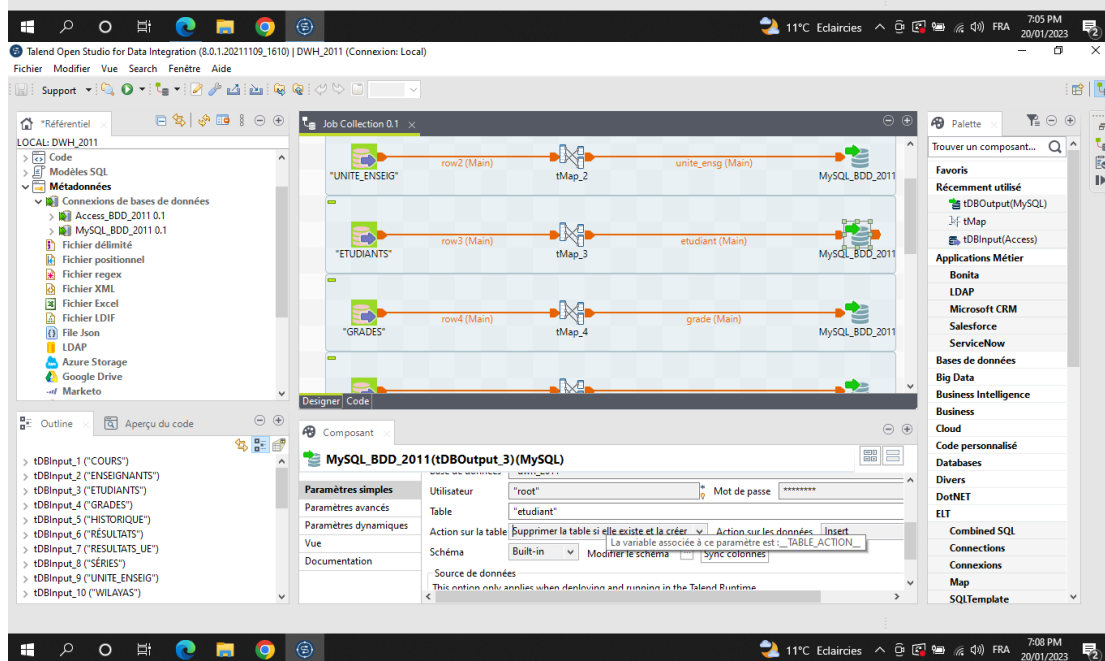 11°C Eclaircies FRA 7:05 PM
20/01/2023
Talend Open Studio for Data Integration (8.0.1.20211109_1610) | DWH_2011 (Connexion: Local)
Fichier Modifier Vue Search Fenêtre Aide
Support
*Référentiel
LOCAL: DWH_2011
Code
Modèles SQL
Métadonnées
Connexions de bases de données
Access_BDD_2011 0.1
MySQL_BDD_2011 0.1
Fichier délimité
Fichier positionnel
Fichier regex
Fichier XML
Fichier Excel
Fichier LDIF
File Json
LDAP
Azure Storage
Google Drive
Marketo
Outline
Aperçu du code
tDBInput_1 ("COURS")
tDBInput_2 ("ENSEIGNANTS")
tDBInput_3 ("ETUDIANTS")
tDBInput_4 ("GRADES")
tDBInput_5 ("HISTORIQUE")
tDBInput_6 ("RÉSULTATS")
tDBInput_7 ("RESULTATS_UE")
tDBInput_8 ("SÉRIES")
tDBInput_9 ("UNITE_ENSEIG")
tDBInput_10 ("WILAYAS")
Job Collection 0.1
row2 (Main) unite_ensg (Main)
"UNITE_ENSEIG" tMap_2 MySQL_BDD_2011
row3 (Main) etudiant (Main)
"ETUDIANTS" tMap_3 MySQL_BDD_2011
row4 (Main) grade (Main)
"GRADES" tMap_4 MySQL_BDD_2011
Designer Code
Composant
MySQL_BDD_2011(tDBOutput_3)(MySQL)
Paramètres simples
Paramètres avancés
Paramètres dynamiques
Vue
Documentation
Base de données "dwh_2011"
Utilisateur "root" * Mot de passe ********
Table "etudiant"
Action sur la table Supprimer la table si elle existe et la créer Action sur les données Insert
La variable associée à ce paramètre est :__TABLE_ACTION__
Schéma Built-in Modifier le schéma ... Sync colonnes
Source de données
This option only applies when deploying and running in the Talend Runtime
Palette
Trouver un composant...
Favoris
Récemment utilisé
tDBOutput(MySQL)
tMap
tDBInput(Access)
Applications Métier
Bonita
LDAP
Microsoft CRM
Salesforce
ServiceNow
Bases de données
Big Data
Business Intelligence
Business
Cloud
Code personnalisé
Databases
Divers
DotNET
ELT
Combined SQL
Connections
Connexions
Map
SQLTemplate
11°C Eclaircies FRA 7:08 PM
20/01/2023